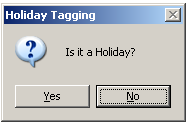 Holiday Tagging
Is it a Holiday?
Yes No